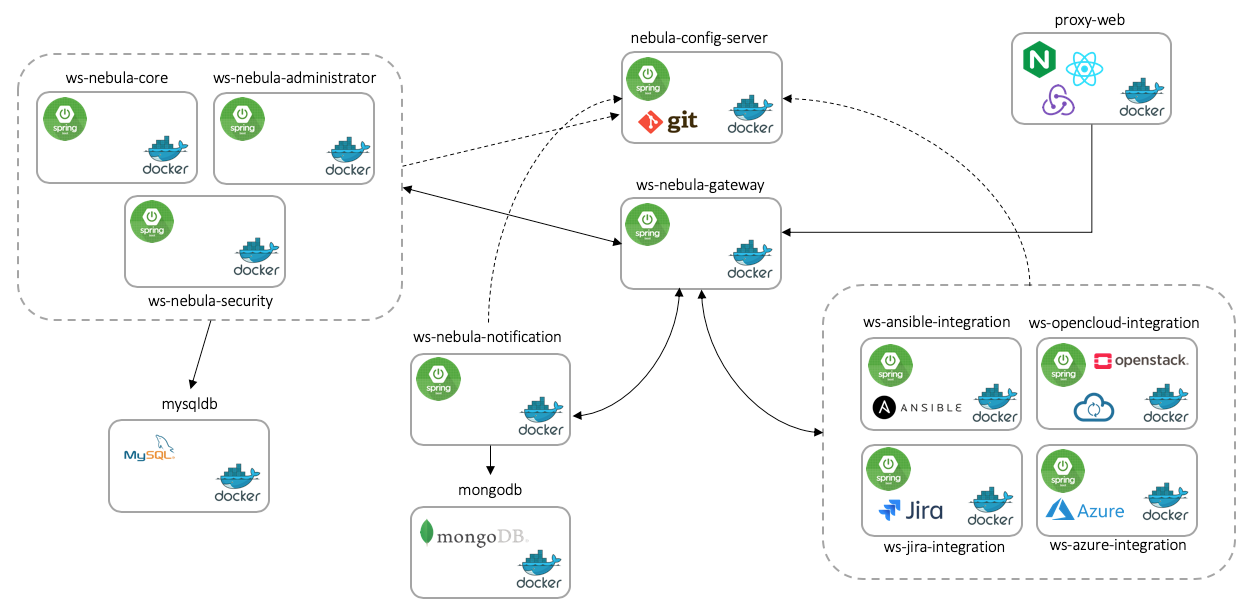 proxy-web
docker
nebula-config-server
spring
git
docker
ws-nebula-core
spring
docker
ws-nebula-administrator
spring
docker
spring
docker
ws-nebula-security
ws-nebula-gateway
spring
docker
ws-nebula-notification
spring
docker
mysqldb
MySQL
docker
mongodb
mongoDB
docker
ws-ansible-integration
spring
ANSIBLE
docker
ws-opencloud-integration
spring
openstack.
docker
spring
Jira
docker
ws-jira-integration
spring
Azure
docker
ws-azure-integration